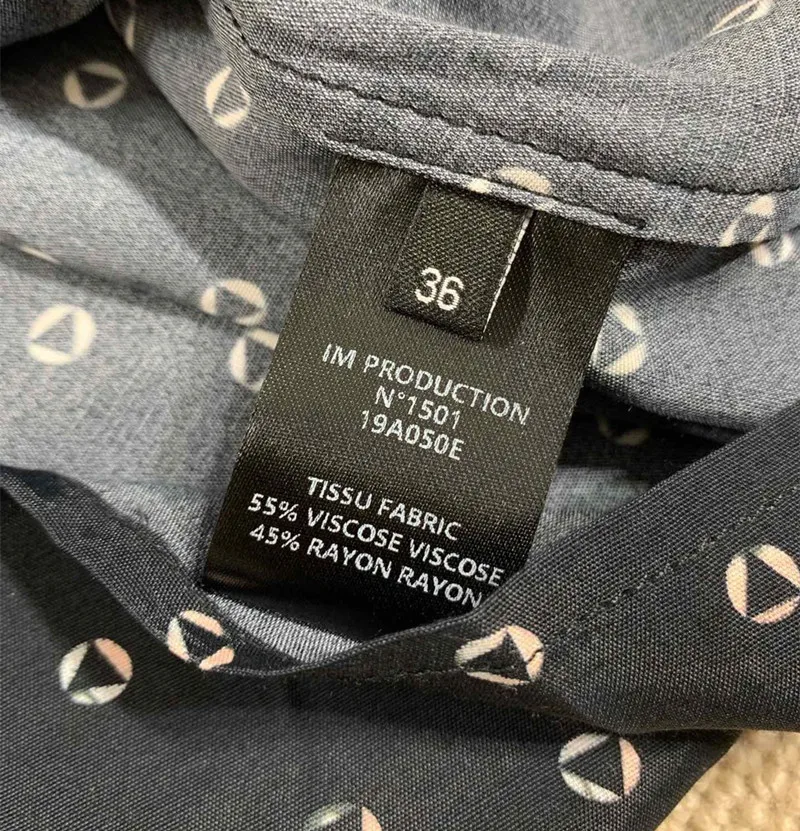 36
IM PRODUCTION
N°1501
19A050E
TISSU FABRIC
55% VISCOSE VISCOSE
45% RAYON RAYON